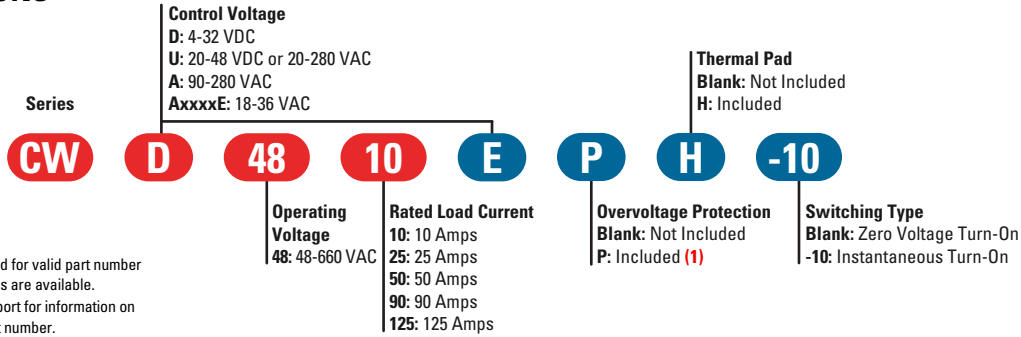 Control Voltage
D: 4-32 VDC
U: 20-48 VDC or 20-280 VAC
A: 90-280 VAC
AxxxxE: 18-36 VAC
Thermal Pad
Blank: Not Included
H: Included
Series
CW D 48 10 E P H -10
Operating
Voltage
48: 48-660 VAC
Rated Load Current
10: 10 Amps
25: 25 Amps
50: 50 Amps
90: 90 Amps
125: 125 Amps
Overvoltage Protection
Blank: Not Included
P: Included (1)
Switching Type
Blank: Zero Voltage Turn-On
-10: Instantaneous Turn-On
d for valid part number
s are available.
port for information on
t number.